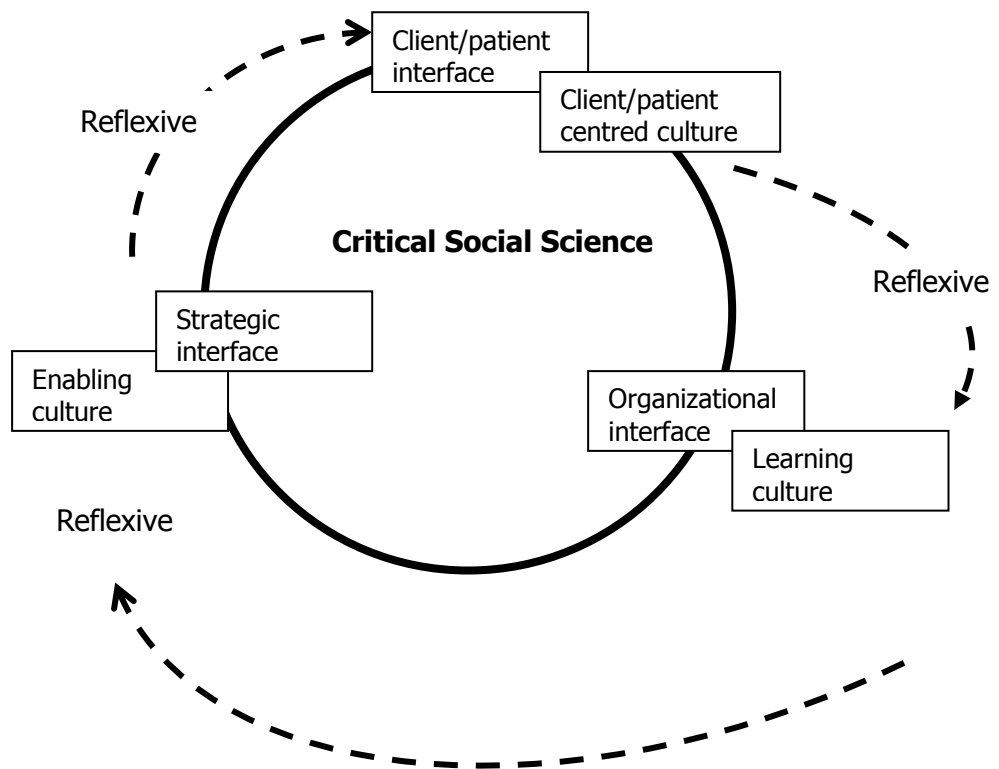 Client/patient
interface
Client/patient
centred culture
Reflexive
Critical Social Science
Reflexive
Strategic
interface
Enabling
culture
Organizational
interface
Learning
culture
Reflexive